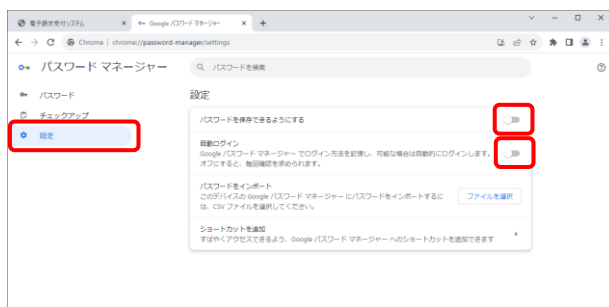 電子請求受付システム
Google パスワード マネージャー
Chrome | chrome://password-manager/settings
パスワード マネージャー
パスワードを検索
パスワード
チェックアップ
設定
設定
パスワードを保存できるようにする
自動ログイン
Google パスワード マネージャー でログイン方法を記憶し、可能な場合は自動的にログインします。
オフにすると、毎回確認を求められます。
パスワードをインポート
このデバイスの Google パスワード マネージャー にパスワードをインポートするに
は、CSV ファイルを選択してください。
ファイルを選択
ショートカットを追加
すばやくアクセスできるよう、Google パスワード マネージャー へのショートカットを追加できます